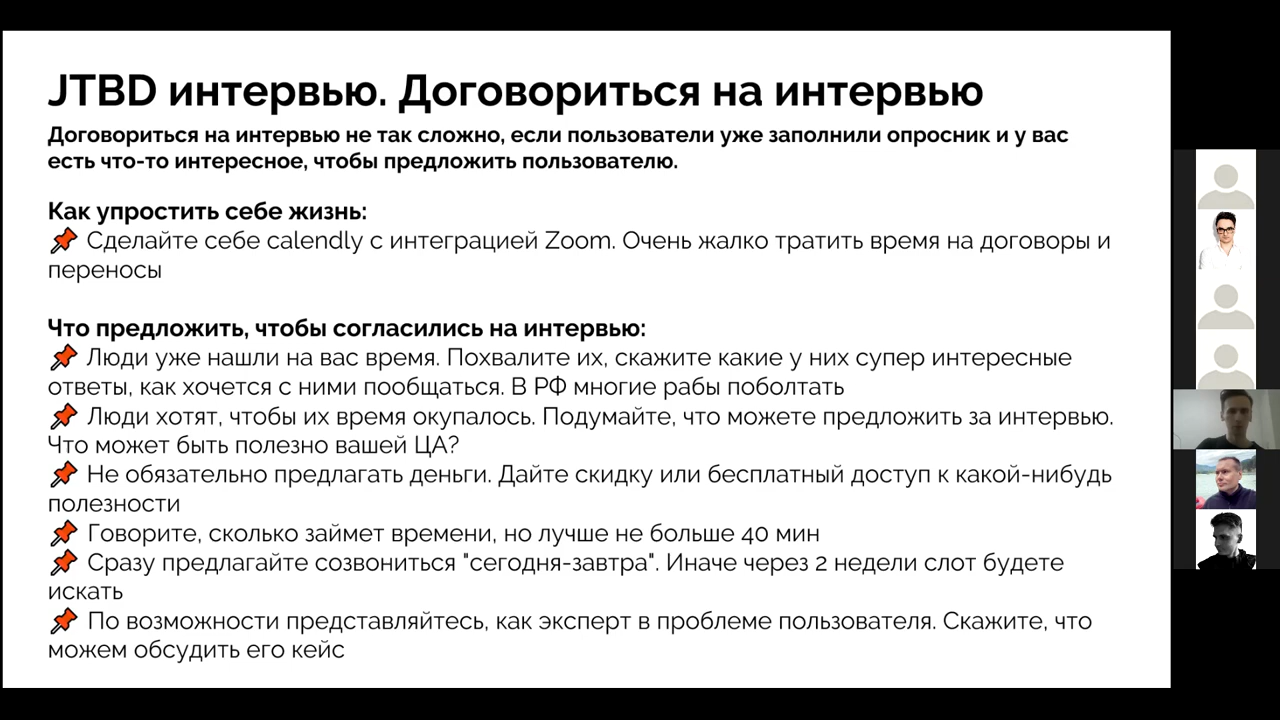 JTBD интервью. Договориться на интервью
Договориться на интервью не так сложно, если пользователи уже заполнили опросник и у вас
есть что-то интересное, чтобы предложить пользователю.
Как упростить себе жизнь:
📌 Сделайте себе calendly с интеграцией Zoom. Очень жалко тратить время на договоры и
переносы
Что предложить, чтобы согласились на интервью:
📌 Люди уже нашли на вас время. Похвалите их, скажите какие у них супер интересные
ответы, как хочется с ними пообщаться. В РФ многие рабы поболтать
📌 Люди хотят, чтобы их время окупалось. Подумайте, что можете предложить за интервью.
Что может быть полезно вашей ЦА?
📌 Не обязательно предлагать деньги. Дайте скидку или бесплатный доступ к какой-нибудь
полезности
📌 Говорите, сколько займет времени, но лучше не больше 40 мин
📌 Сразу предлагайте созвониться "сегодня-завтра". Иначе через 2 недели слот будете
искать
📌 По возможности представляйтесь, как эксперт в проблеме пользователя. Скажите, что
можем обсудить его кейс